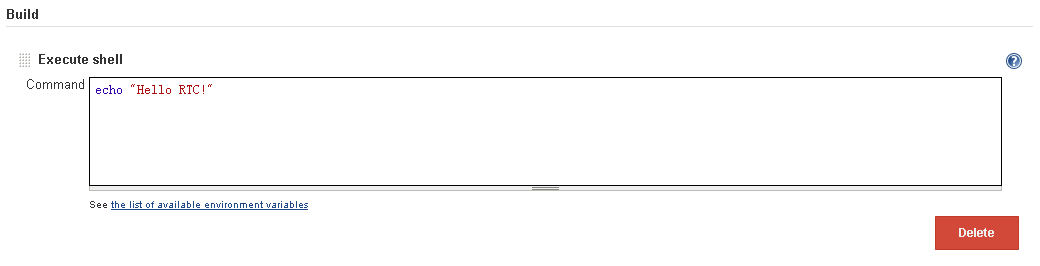 Build
Execute shell
?
Command
echo "Hello RTC!"
See the list of available environment variables
Delete